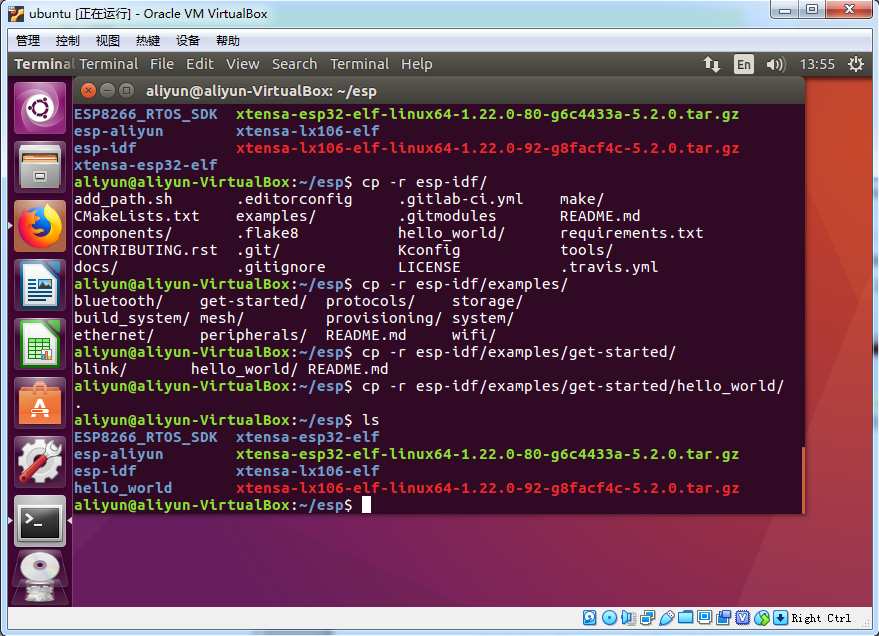 ubuntu [正在运行] - Oracle VM VirtualBox
管理 控制 视图 热键 设备 帮助
Terminal Terminal File Edit View Search Terminal Help En 13:55
aliyun@aliyun-VirtualBox: ~/esp
ESP8266_RTOS_SDK xtensa-esp32-elf-linux64-1.22.0-80-g6c4433a-5.2.0.tar.gz
esp-aliyun xtensa-lx106-elf
esp-idf xtensa-lx106-elf-linux64-1.22.0-92-g8facf4c-5.2.0.tar.gz
xtensa-esp32-elf
aliyun@aliyun-VirtualBox:~/esp$ cp -r esp-idf/
add_path.sh .editorconfig .gitlab-ci.yml make/
CMakeLists.txt examples/ .gitmodules README.md
components/ .flake8 hello_world/ requirements.txt
CONTRIBUTING.rst .git/ Kconfig tools/
docs/ .gitignore LICENSE .travis.yml
aliyun@aliyun-VirtualBox:~/esp$ cp -r esp-idf/examples/
bluetooth/ get-started/ protocols/ storage/
build_system/ mesh/ provisioning/ system/
ethernet/ peripherals/ README.md wifi/
aliyun@aliyun-VirtualBox:~/esp$ cp -r esp-idf/examples/get-started/
blink/ hello_world/ README.md
aliyun@aliyun-VirtualBox:~/esp$ cp -r esp-idf/examples/get-started/hello_world/
.
aliyun@aliyun-VirtualBox:~/esp$ ls
ESP8266_RTOS_SDK xtensa-esp32-elf
esp-aliyun xtensa-esp32-elf-linux64-1.22.0-80-g6c4433a-5.2.0.tar.gz
esp-idf xtensa-lx106-elf
hello_world xtensa-lx106-elf-linux64-1.22.0-92-g8facf4c-5.2.0.tar.gz
aliyun@aliyun-VirtualBox:~/esp$
Right Ctrl